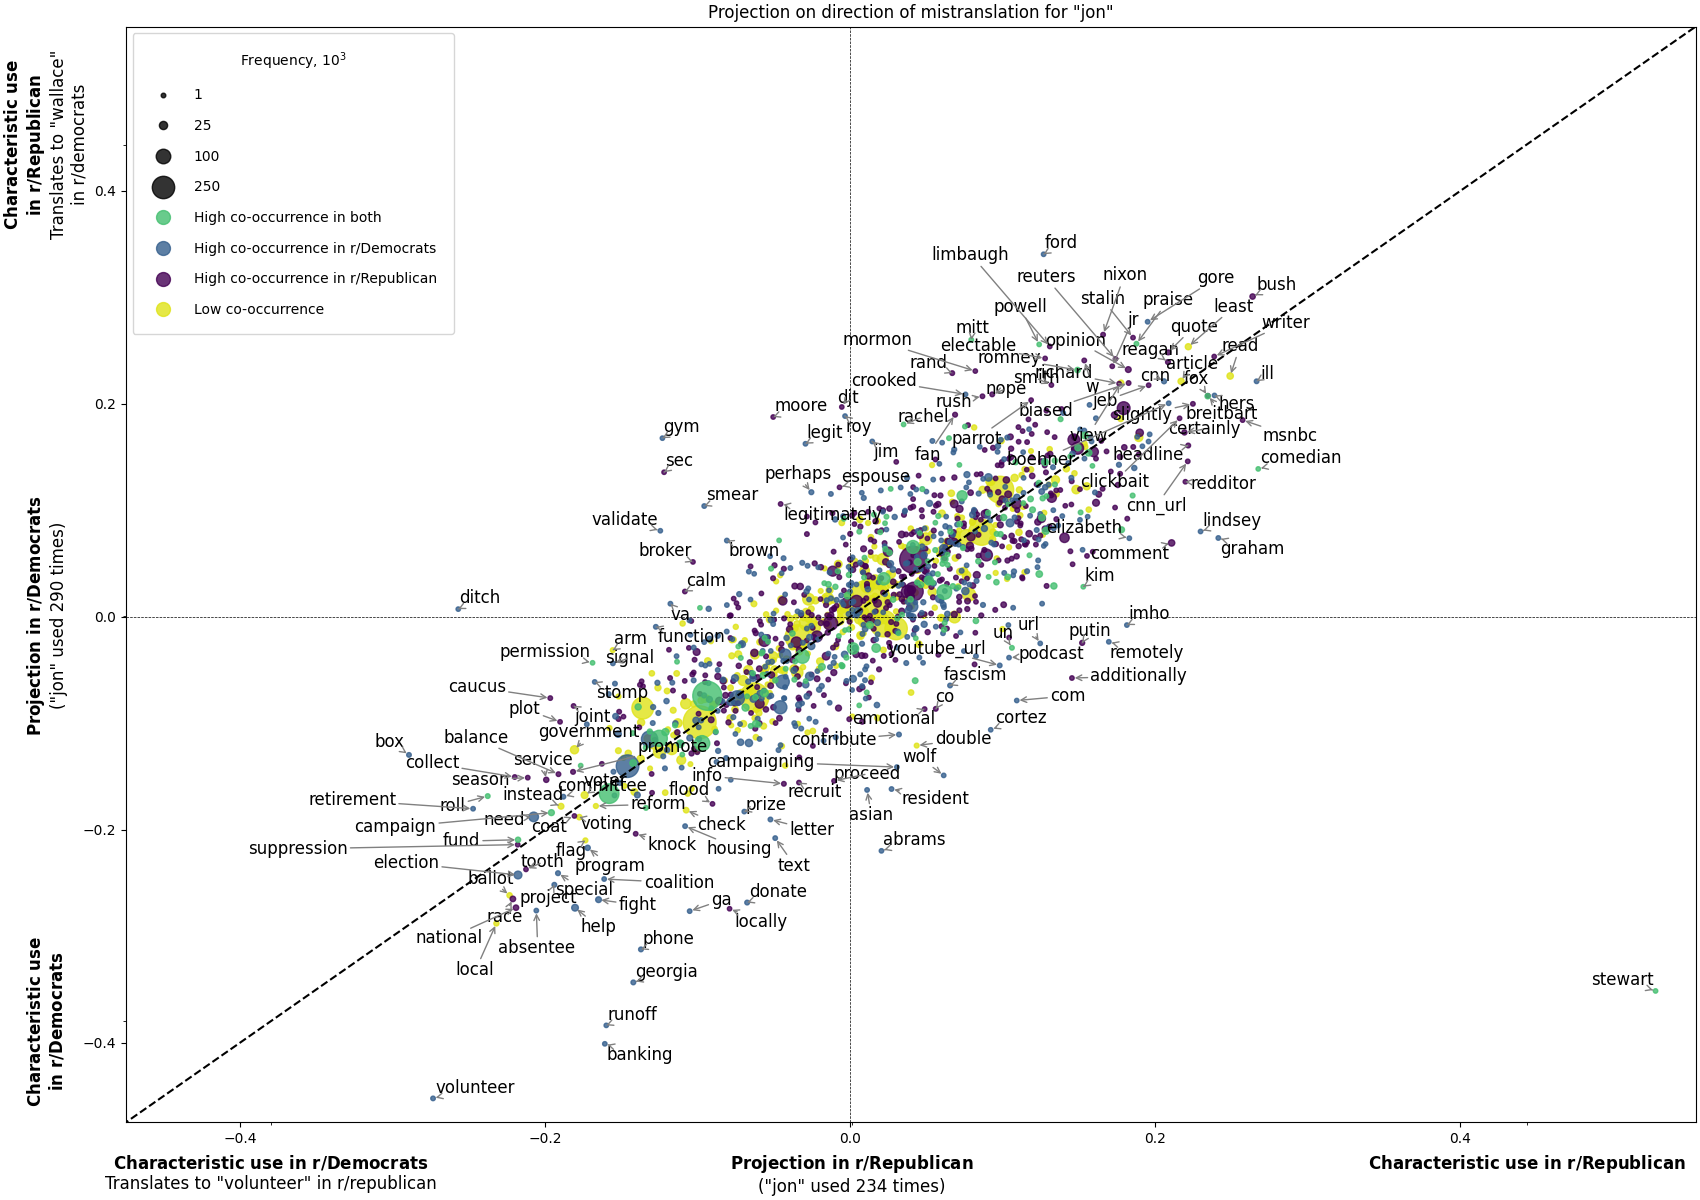 Projection on direction of mistranslation for "jon"
Characteristic use
in r/Republican
Translates to "wallace"
in r/democrats
Projection in r/Democrats
("jon" used 290 times)
Characteristic use
in r/Democrats
Frequency, 10^3
1
25
100
250
High co-occurrence in both
High co-occurrence in r/Democrats
High co-occurrence in r/Republican
Low co-occurrence
0.4
0.2
0.0
−0.2
−0.4
ford
limbaugh
reuters
nixon
gore
bush
stalin
praise
least
powell
jr
writer
mitt
quote
mormon
electable
opinion
read
romney
reagan
rand
article
richard
smith
cnn
fox
ill
crooked
nope
w
rush
jeb
hers
moore
djt
biased
slightly
breitbart
rachel
gym
legit
roy
parrot
view
certainly
msnbc
jim
fan
headline
sec
boehner
comedian
perhaps
espouse
clickbait
redditor
smear
legitimately
cnn_url
validate
elizabeth
lindsey
broker
brown
comment
graham
calm
kim
ditch
va
imho
arm
function
url
un
putin
permission
signal
youtube_url
podcast
remotely
fascism
additionally
caucus
stomp
co
com
plot
joint
emotional
cortez
box
balance
government
contribute
double
promote
collect
service
campaigning
wolf
season
voter
info
proceed
committee
flood
retirement
roll
instead
reform
prize
recruit
resident
campaign
need
coat
voting
check
letter
asian
fund
suppression
flag
knock
housing
abrams
election
tooth
program
text
ballot
special
coalition
project
fight
ga
donate
race
help
locally
national
absentee
phone
local
georgia
stewart
runoff
banking
volunteer
−0.4
−0.2
0.0
0.2
0.4
Characteristic use in r/Democrats
Translates to "volunteer" in r/republican
Projection in r/Republican
("jon" used 234 times)
Characteristic use in r/Republican